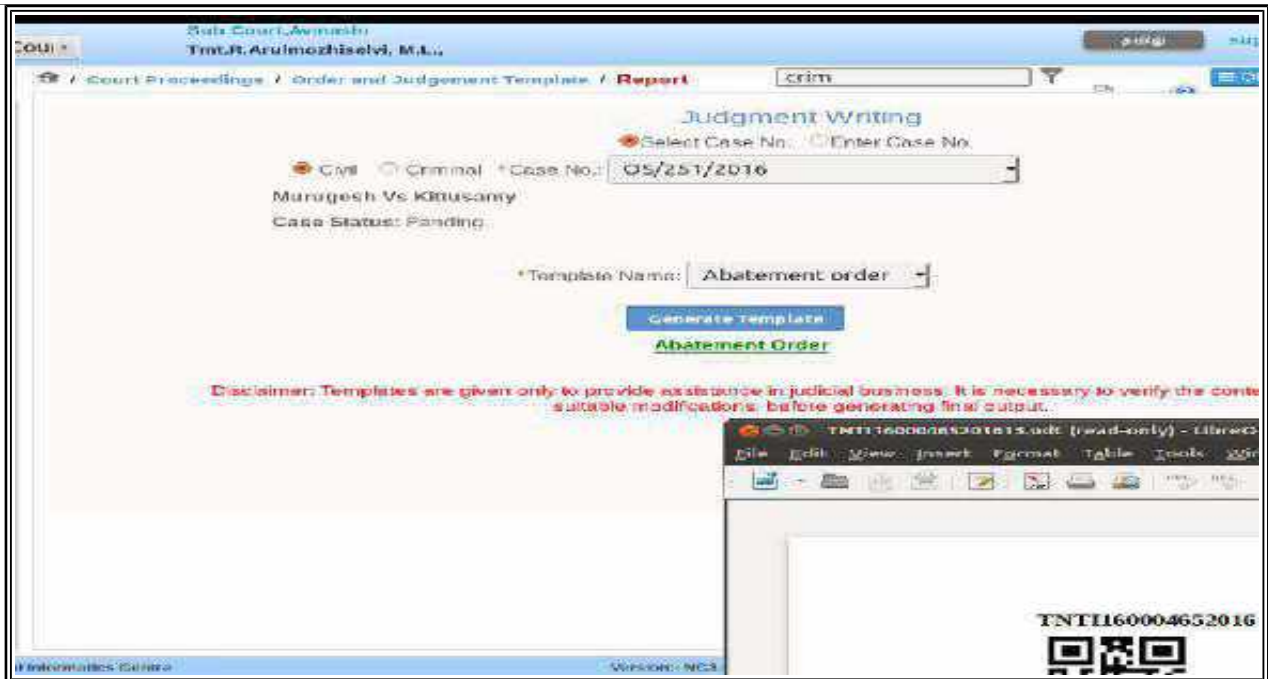 Sub Court,Avinashi
Tmt.R.Arulmozhiselvi, M.L.,
/ Court Proceedings / Order and Judgement Template / Report
crim
Judgment Writing
Select Case No. Enter Case No.
Civil Criminal *Case No.: OS/251/2016
Murugesh Vs Kittusamy
Case Status: Pending
*Template Name: Abatement order
Generate Template
Abatement Order
Disclaimer: Templates are given only to provide assistance in judicial business. It is necessary to verify the conte
suitable modifications, before generating final output.
(read-only) - LibreO
File Edit View Insert Format Table Tools Win
TNTI160004652016
Informatics Centre
Version:- NC3